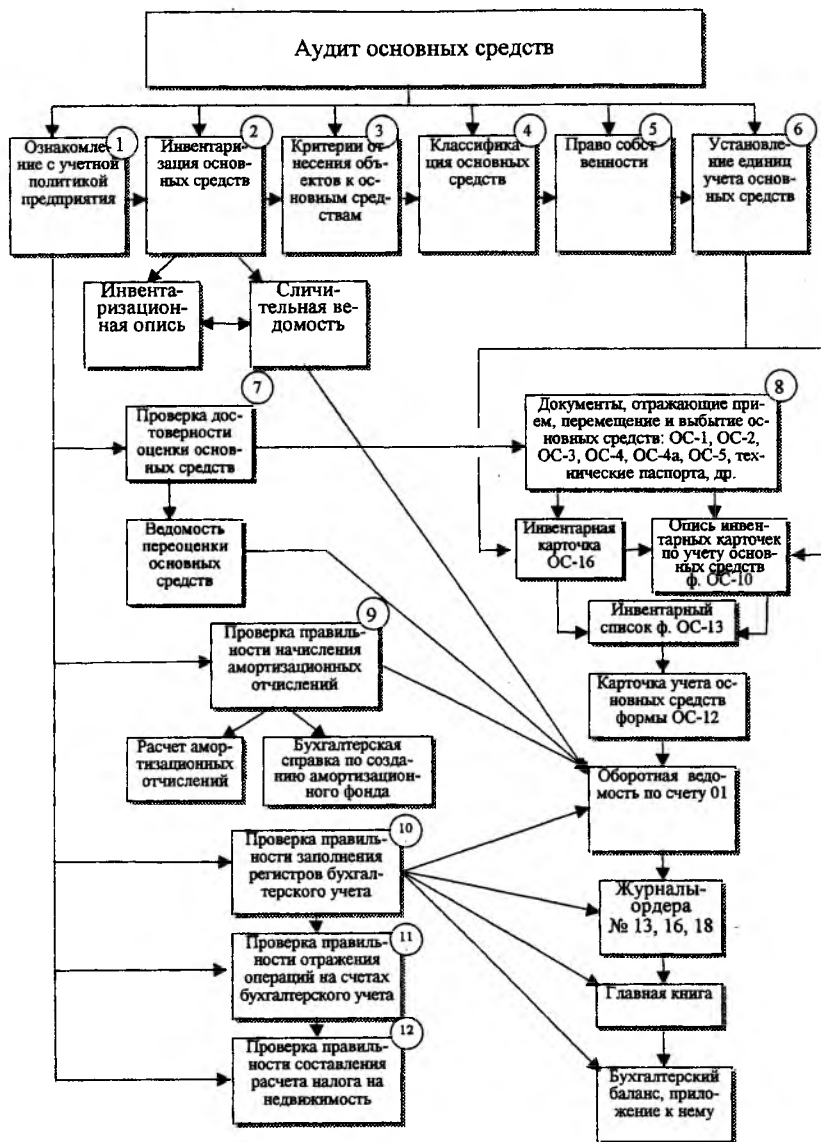 Аудит основных средств
1
Ознакомле-
ние с учетной
политикой
предприятия
2
Инвентари-
зация основ-
ных средств
3
Критерии от
несения объек-
тов к ос-
новным сред-
ствам
4
Классифика
ция основных
средств
5
Право собст
венности
6
Установле-
ние единиц
учета основ-
ных средств
Инвента-
ризацион-
ная опись
Сличи-
тельная ве-
домость
7
Проверка дос-
товерности
оценки основ-
ных средств
8
Документы, отражающие при
ем, перемещение и выбытие ос-
новных средств: ОС-1, ОС-2,
ОС-3, ОС-4, ОС-4а, ОС-5, тех-
нические паспорта, др.
Ведомость
переоценки
основных
средств
Инвентарная
карточка
ОС-16
Опись инвен-
тарных карточек
по учету основ-
ных средств
ф. ОС-10
9
Проверка правиль-
ности начисления
амортизационных
отчислений
Инвентарный
список ф. ОС-13
Карточка учета ос-
новных средств
формы ОС-12
Расчет амор-
тизационных
отчислений
Бухгалтерская
справка по созда-
нию амортизацион-
ного фонда
Оборотная ведо-
мость по счету 01
10
Проверка правиль-
ности заполнения
регистров бухгал-
терского учета
Журналы-
ордера
№ 13, 16, 18
11
Проверка правиль-
ности отражения
операций на счетах
бухгалтерского учета
Главная книга
12
Проверка правиль-
ности составления
расчета налога на
недвижимость
Бухгалтерский
баланс, прило-
жение к нему